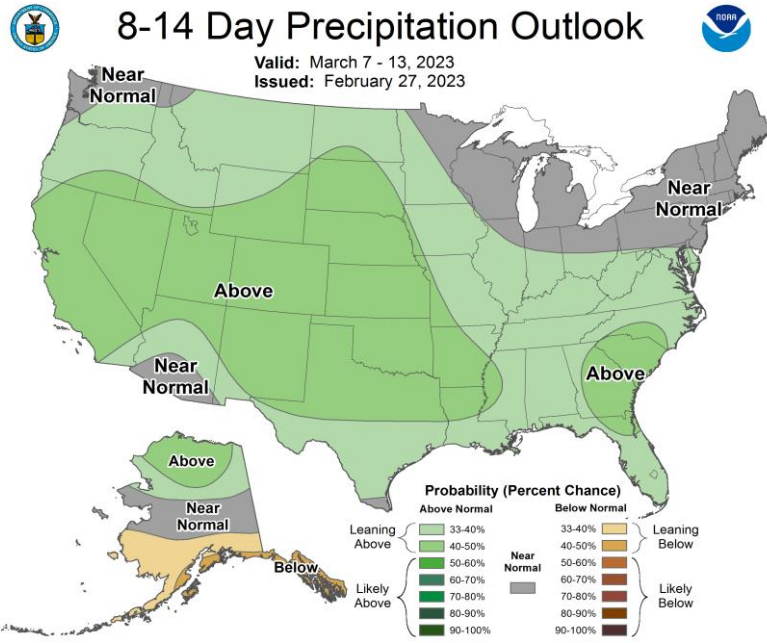 8-14 Day Precipitation Outlook
NOAA
Valid: March 7 - 13, 2023
Issued: February 27, 2023
Near
Normal
Near
Normal
Above
Near
Normal
Above
Above
Near
Normal
Below
Probability (Percent Chance)
Above Normal
Below Normal
Leaning
Above
33-40%
40-50%
Likely
Above
50-60%
60-70%
70-80%
80-90%
90-100%
Near
Normal
33-40%
40-50%
Leaning
Below
50-60%
60-70%
70-80%
80-90%
90-100%
Likely
Below